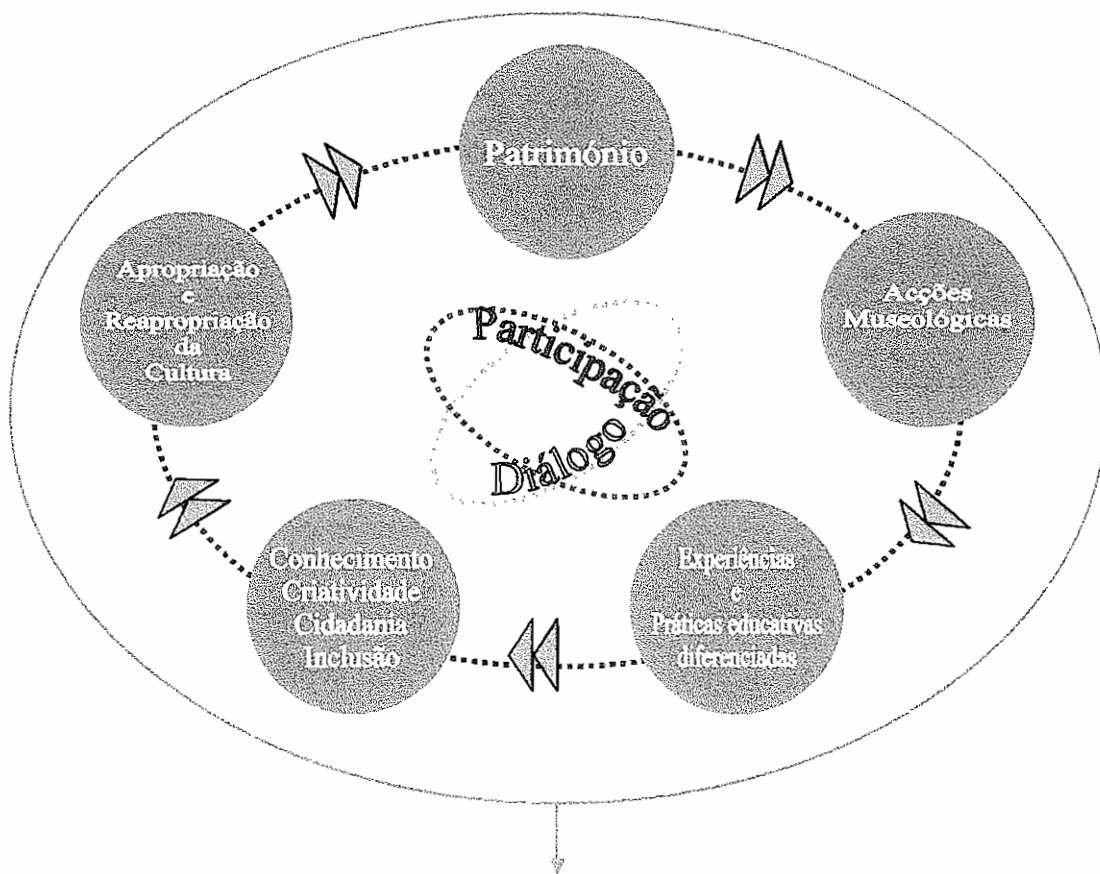 Património
Acções
Museológicas
Experiências
e
Práticas educativas
diferenciadas
Conhecimento
Criatividade
Cidadania
Inclusão
Apropriação
e
Reapropriação
da
Cultura
Participação
Diálogo